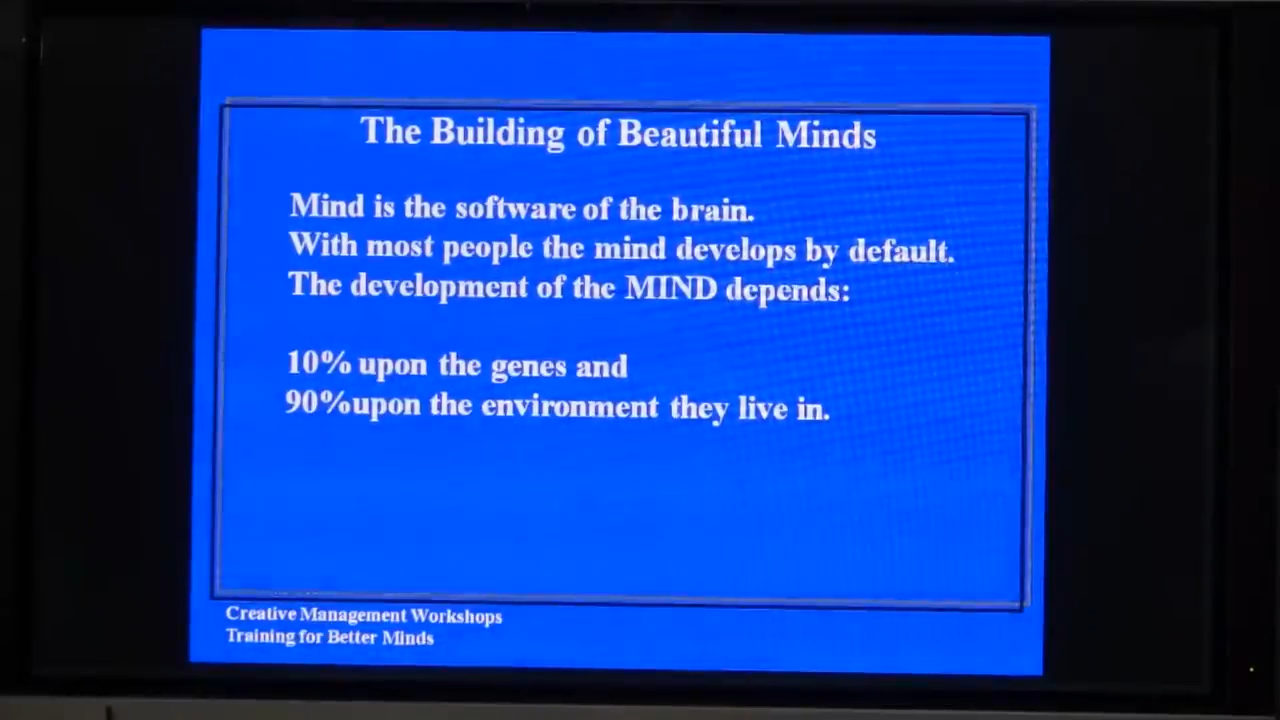 The Building of Beautiful Minds
Mind is the software of the brain.
With most people the mind develops by default.
The development of the MIND depends:
10% upon the genes and
90%upon the environment they live in.
Creative Management Workshops
Training for Better Minds